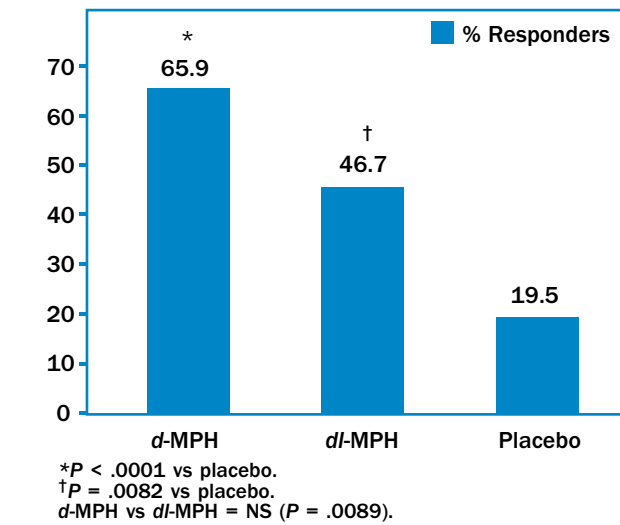 % Responders
*
65.9
†
46.7
19.5
70
60
50
40
30
20
10
0
d-MPH
dl-MPH
Placebo
*P < .0001 vs placebo.
†P = .0082 vs placebo.
d-MPH vs dl-MPH = NS (P = .0089).